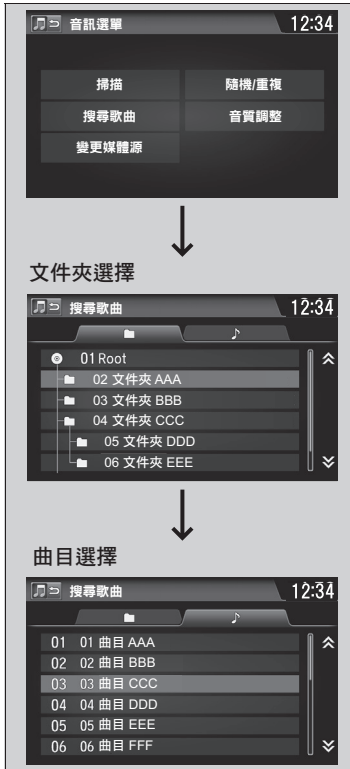 音訊選單 12:34
掃描 隨機/重複
搜尋歌曲 音質調整
變更媒體源
文件夾選擇
搜尋歌曲 12:34
01 Root
02 文件夾 AAA
03 文件夾 BBB
04 文件夾 CCC
05 文件夾 DDD
06 文件夾 EEE
曲目選擇
搜尋歌曲 12:34
01 01 曲目 AAA
02 02 曲目 BBB
03 03 曲目 CCC
04 04 曲目 DDD
05 05 曲目 EEE
06 06 曲目 FFF